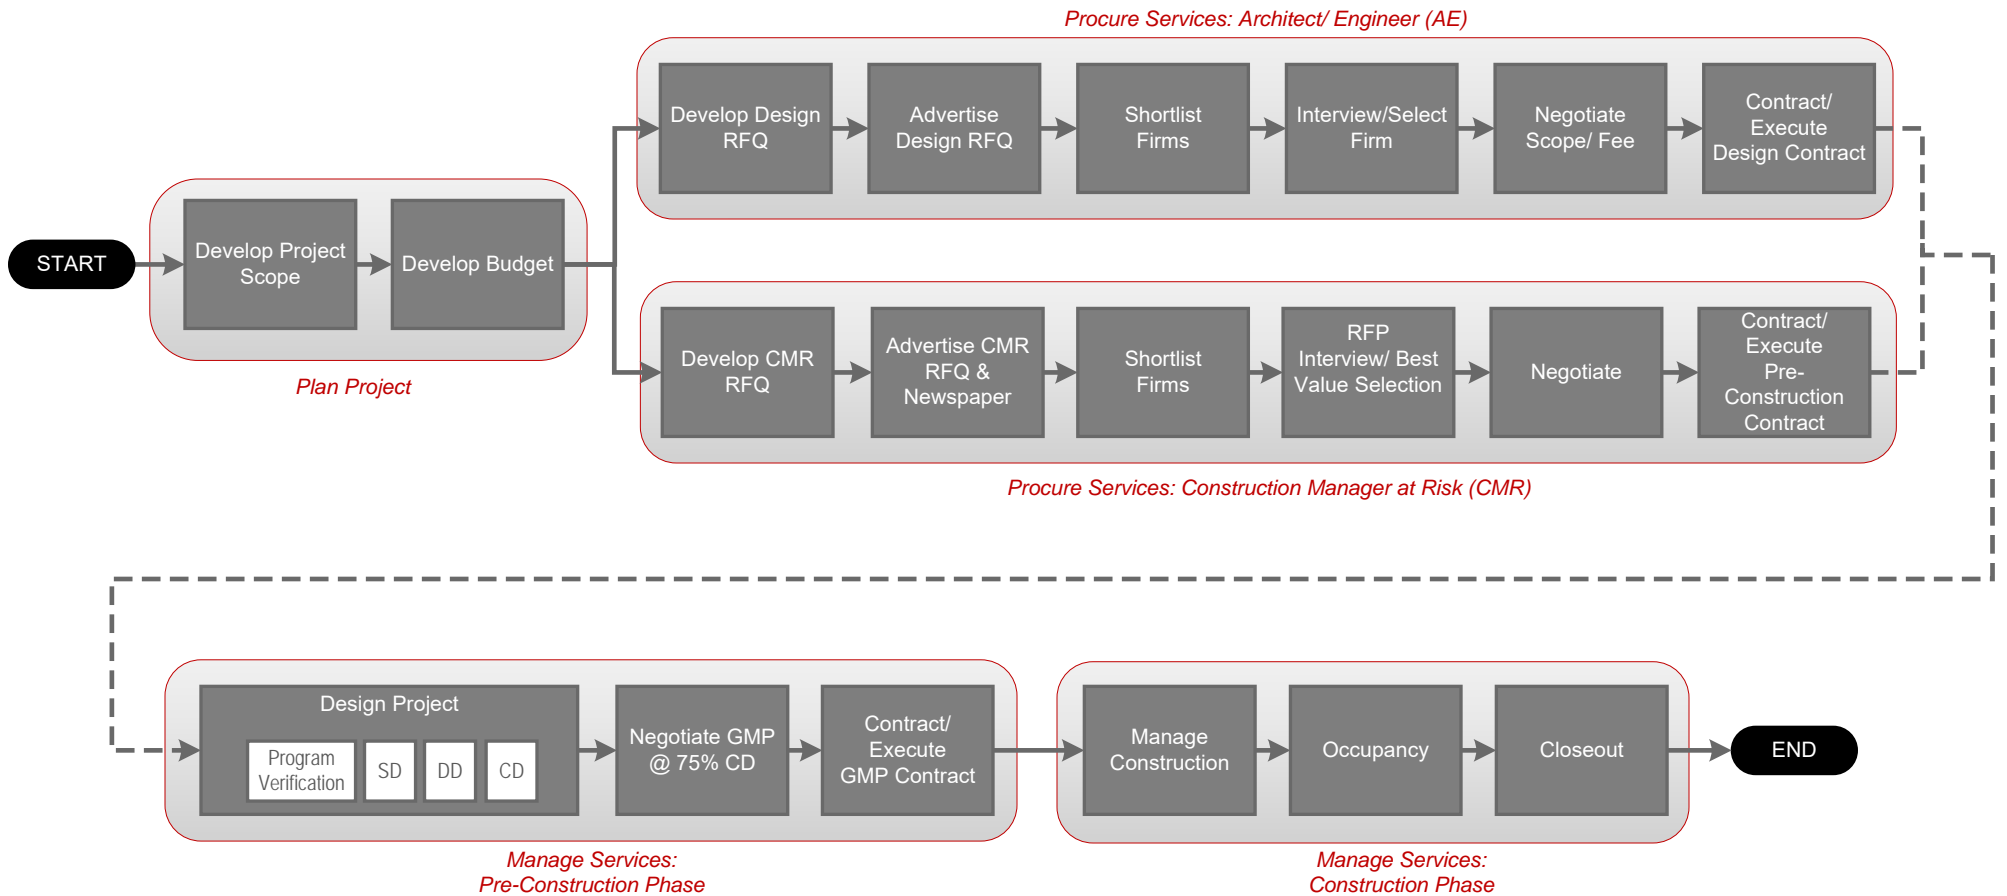 Procure Services: Architect/ Engineer (AE)
Develop Design
RFQ
Advertise
Design RFQ
Shortlist
Firms
Interview/Select
Firm
Negotiate
Scope/ Fee
Contract/
Execute
Design Contract
START
Develop Project
Scope
Develop Budget
Plan Project
Develop CMR
RFQ
Advertise CMR
RFQ &
Newspaper
Shortlist
Firms
RFP
Interview/ Best
Value Selection
Negotiate
Contract/
Execute
Pre-
Construction
Contract
Procure Services: Construction Manager at Risk (CMR)
Design Project
Program
Verification
SD
DD
CD
Negotiate GMP
@ 75% CD
Contract/
Execute
GMP Contract
Manage
Construction
Occupancy
Closeout
END
Manage Services:
Pre-Construction Phase
Manage Services:
Construction Phase